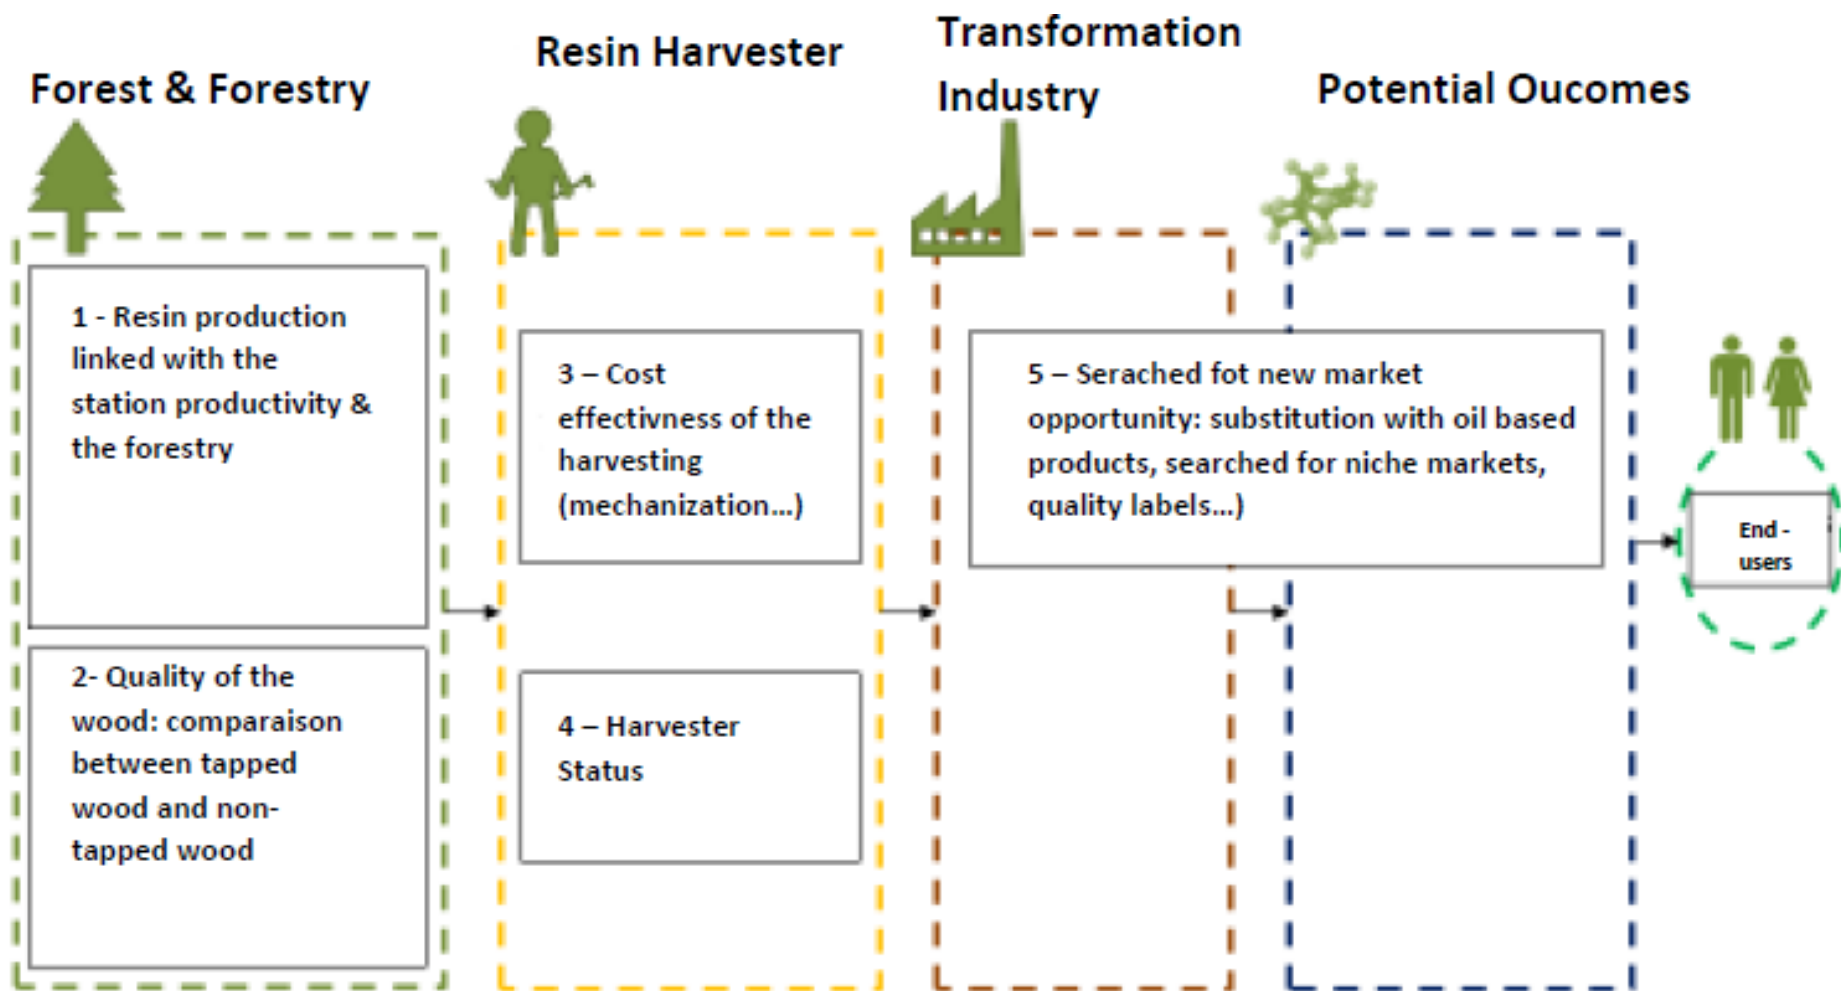 Forest & Forestry
Resin Harvester
Transformation
Industry
Potential Oucomes
1 - Resin production
linked with the
station productivity &
the forestry
2- Quality of the
wood: comparaison
between tapped
wood and non-
tapped wood
3 – Cost
effectivness of the
harvesting
(mechanization...)
4 – Harvester
Status
5 – Serached fot new market
opportunity: substitution with oil based
products, searched for niche markets,
quality labels...)
End -
users